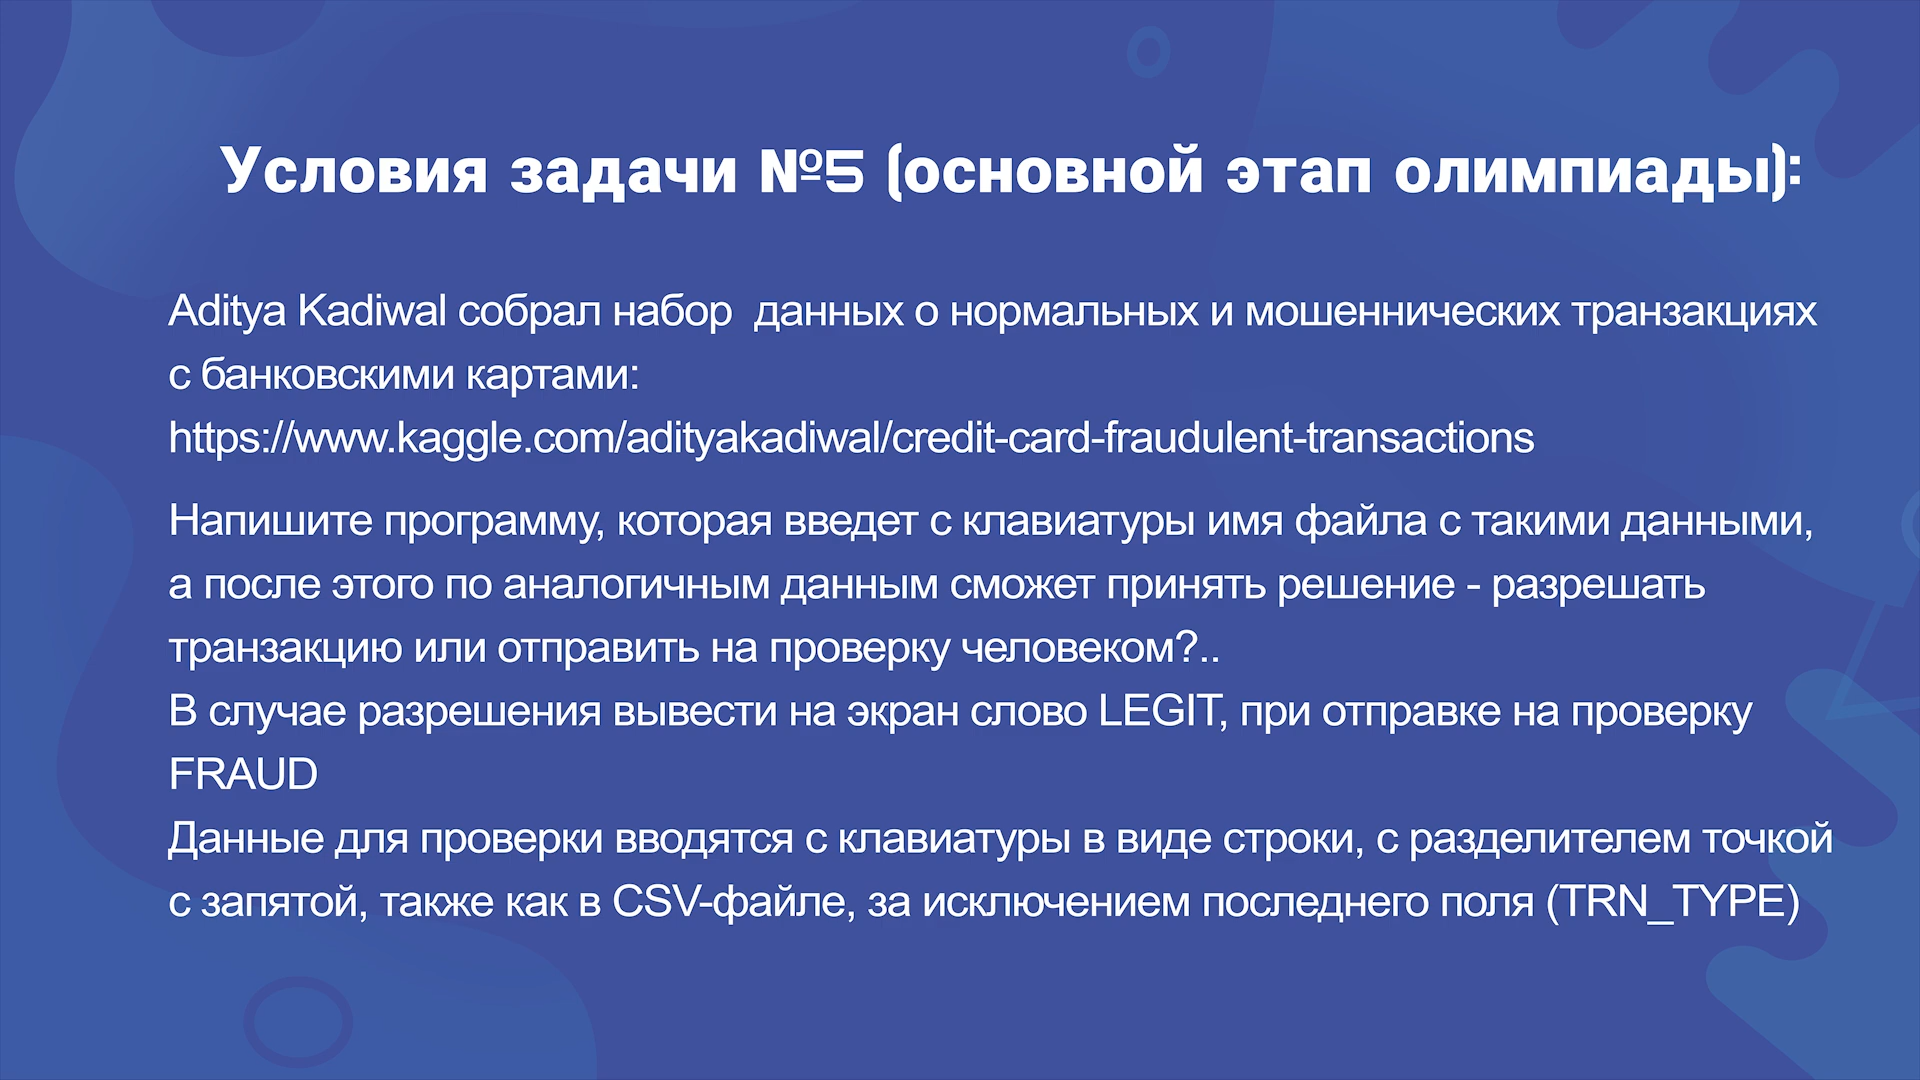 Условия задачи №5 (основной этап олимпиады):
Aditya Kadiwal собрал набор  данных о нормальных и мошеннических транзакциях
с банковскими картами:
https://www.kaggle.com/adityakadiwal/credit-card-fraudulent-transactions
Напишите программу, которая введет с клавиатуры имя файла с такими данными,
а после этого по аналогичным данным сможет принять решение - разрешать
транзакцию или отправить на проверку человеком?..
В случае разрешения вывести на экран слово LEGIT, при отправке на проверку
FRAUD
Данные для проверки вводятся с клавиатуры в виде строки, с разделителем точкой
с запятой, также как в CSV-файле, за исключением последнего поля (TRN_TYPE)